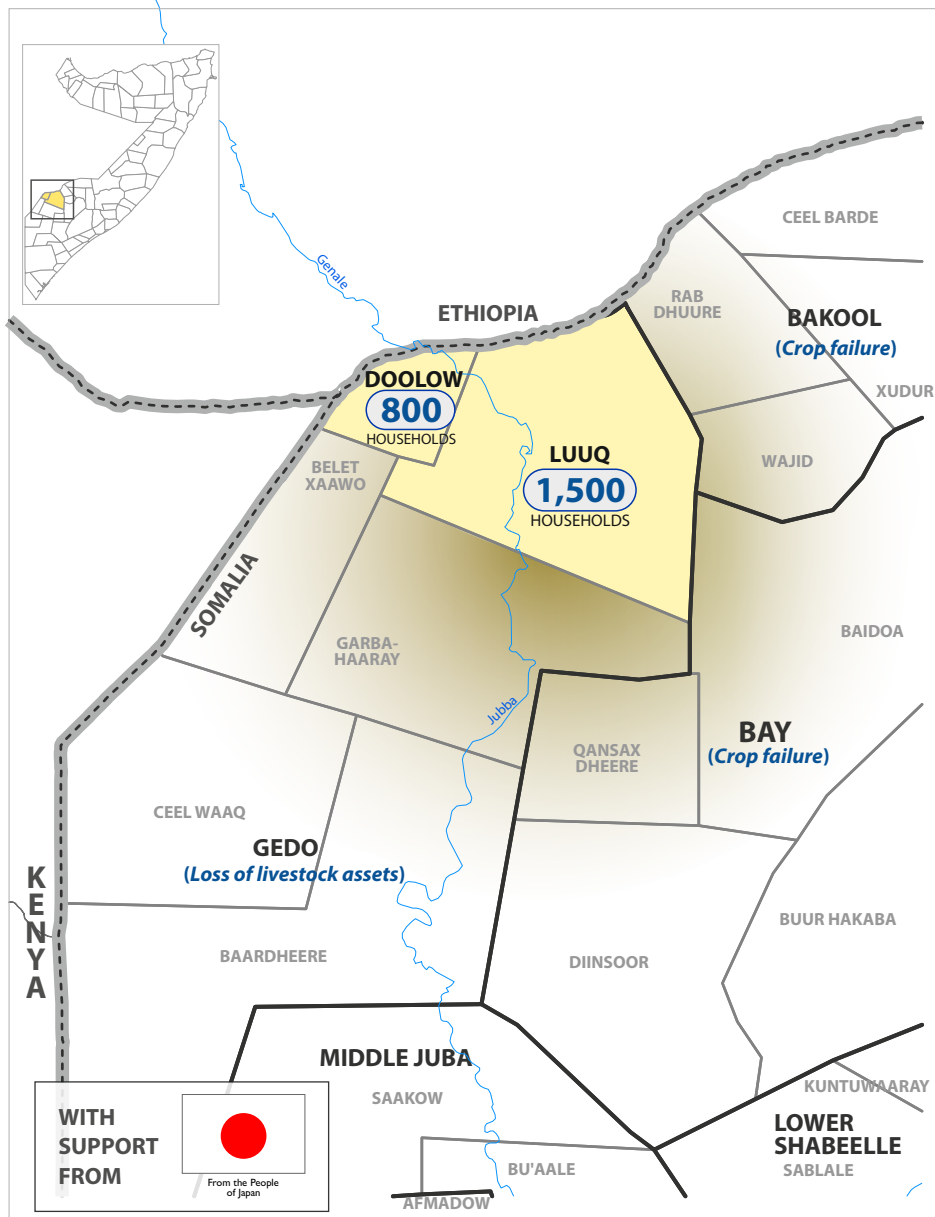 CEEL BARDE
Genale
ETHIOPIA
RAB
DHUURE
BAKOOL
(Crop failure)
XUDUR
DOOLOW
800
HOUSEHOLDS
LUUQ
1,500
HOUSEHOLDS
WAJID
BELET
XAAWO
SOMALIA
GARBA-
HAARAY
BAIDOA
Jubba
QANSAX
DHEERE
BAY
(Crop failure)
CEEL WAAQ
GEDO
(Loss of livestock assets)
KENYA
BAARDHEERE
DIINSOOR
BUUR HAKABA
MIDDLE JUBA
SAAKOW
KUNTUWAARAY
LOWER
SHABEELLE
SABLALE
BU'AALE
AFMADOW
WITH
SUPPORT
FROM
From the People
of Japan